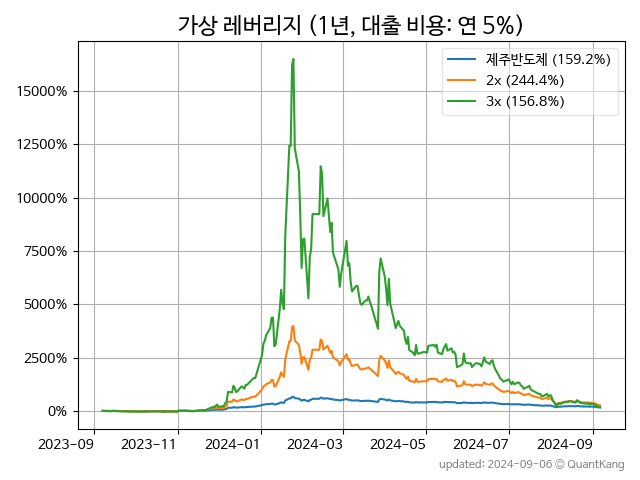 가상 레버리지 (1년, 대출 비용: 연 5%)
제주반도체 (159.2%)
2x (244.4%)
3x (156.8%)
15000%
12500%
10000%
7500%
5000%
2500%
0%
2023-09
2023-11
2024-01
2024-03
2024-05
2024-07
2024-09
updated: 2024-09-06 © QuantKang